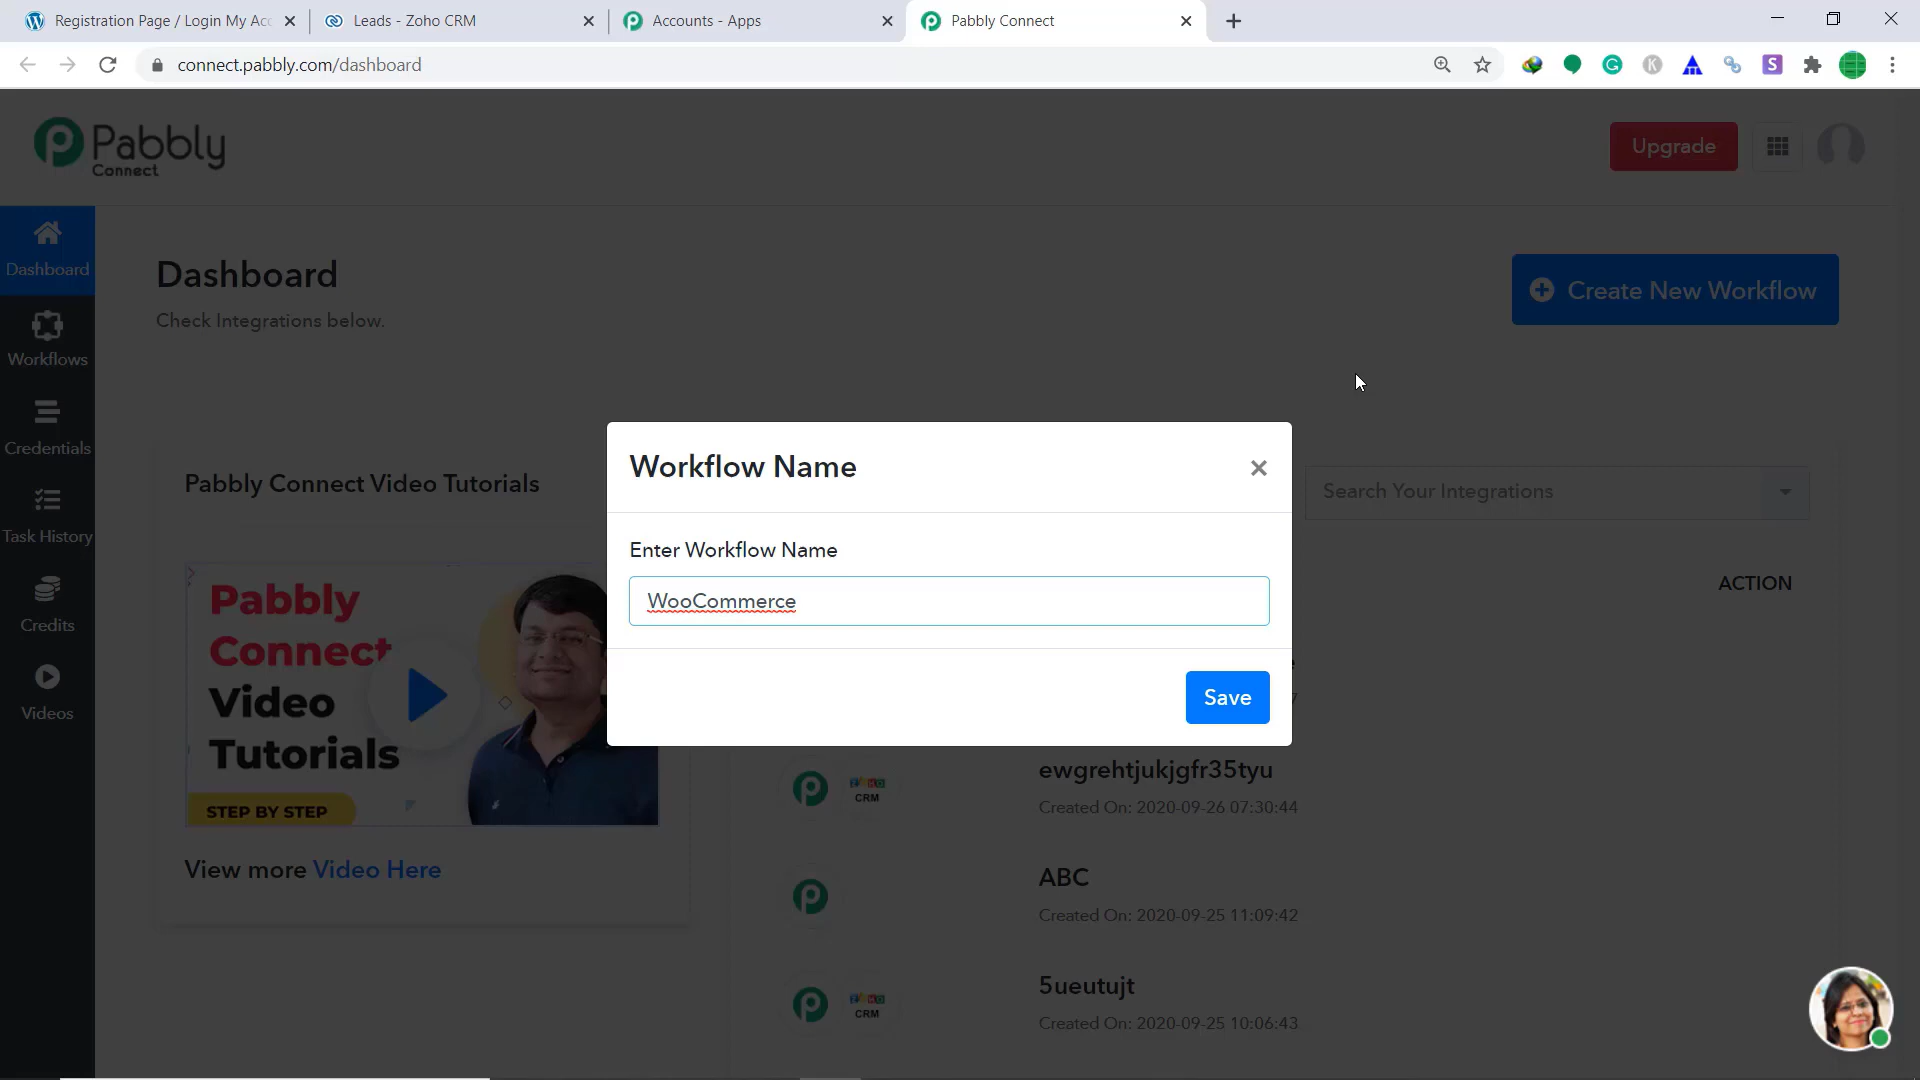 Registration Page / Login My Acc
Leads - Zoho CRM
Accounts - Apps
Pabbly Connect
connect.pabbly.com/dashboard
Pabbly
Connect
Upgrade
Dashboard
Workflows
Credentials
Task History
Credits
Videos
Dashboard
Check Integrations below.
Create New Workflow
Pabbly Connect Video Tutorials
Pabbly
Connect
Video
Tutorials
STEP BY STEP
View more Video Here
Workflow Name
×
Enter Workflow Name
WooCommerce
Save
Search Your Integrations
ACTION
ewgrehtjukjgfr35tyu
Created On: 2020-09-26 07:30:44
ZOHO
CRM
ABC
Created On: 2020-09-25 11:09:42
5ueutujt
Created On: 2020-09-25 10:06:43
ZOHO
CRM